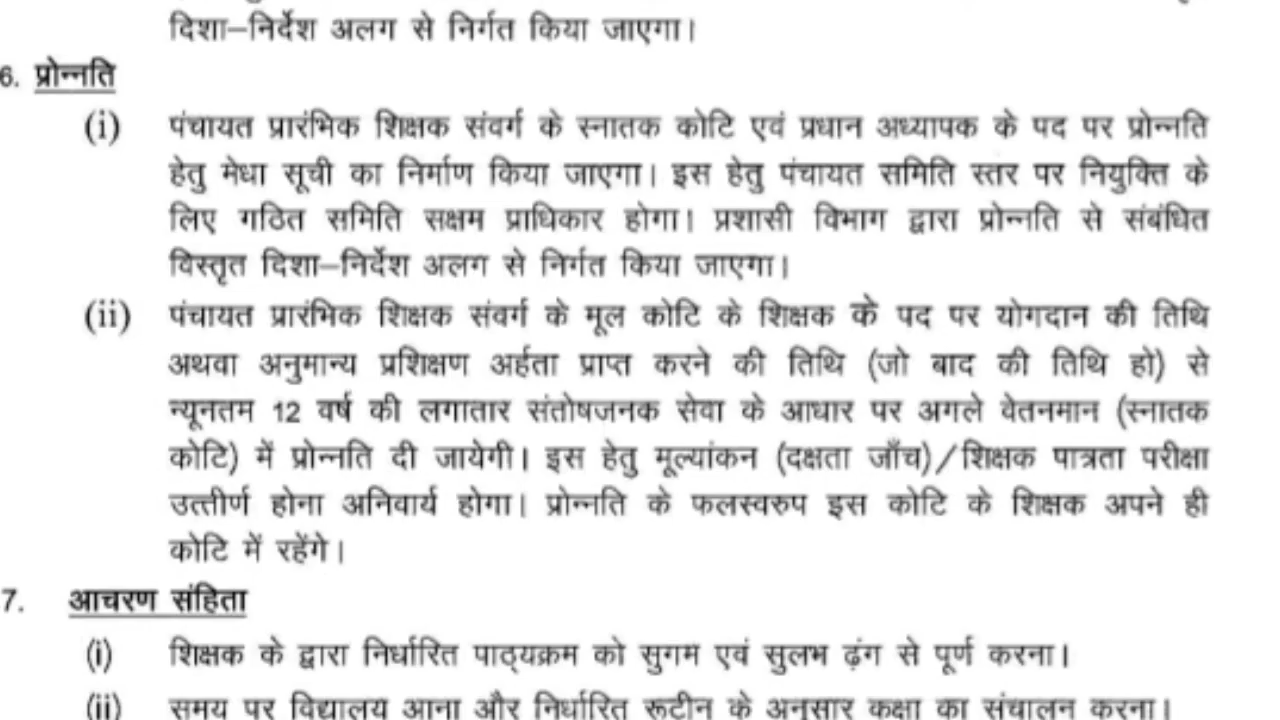 दिशा–निर्देश अलग से निर्गत किया जाएगा।
6. प्रोन्नति
(i) पंचायत प्रारंभिक शिक्षक संवर्ग के स्नातक कोटि एवं प्रधान अध्यापक के पद पर प्रोन्नति
हेतु मेधा सूची का निर्माण किया जाएगा। इस हेतु पंचायत समिति स्तर पर नियुक्ति के
लिए गठित समिति सक्षम प्राधिकार होगा। प्रशासी विभाग द्वारा प्रोन्नति से संबंधित
विस्तृत दिशा–निर्देश अलग से निर्गत किया जाएगा।
(ii) पंचायत प्रारंभिक शिक्षक संवर्ग के मूल कोटि के शिक्षक के पद पर योगदान की तिथि
अथवा अनुमान्य प्रशिक्षण अर्हता प्राप्त करने की तिथि (जो बाद की तिथि हो) से
न्यूनतम 12 वर्ष की लगातार संतोषजनक सेवा के आधार पर अगले वेतनमान (स्नातक
कोटि) में प्रोन्नति दी जायेगी। इस हेतु मूल्यांकन (दक्षता जाँच)/शिक्षक पात्रता परीक्षा
उत्तीर्ण होना अनिवार्य होगा। प्रोन्नति के फलस्वरुप इस कोटि के शिक्षक अपने ही
कोटि में रहेंगे।
7. आचरण संहिता
(i) शिक्षक के द्वारा निर्धारित पाठ्यक्रम को सुगम एवं सुलभ ढ़ंग से पूर्ण करना।
(ii) समय पर विद्यालय आना और निर्धारित रूटीन के अनुसार कक्षा का संचालन करना।